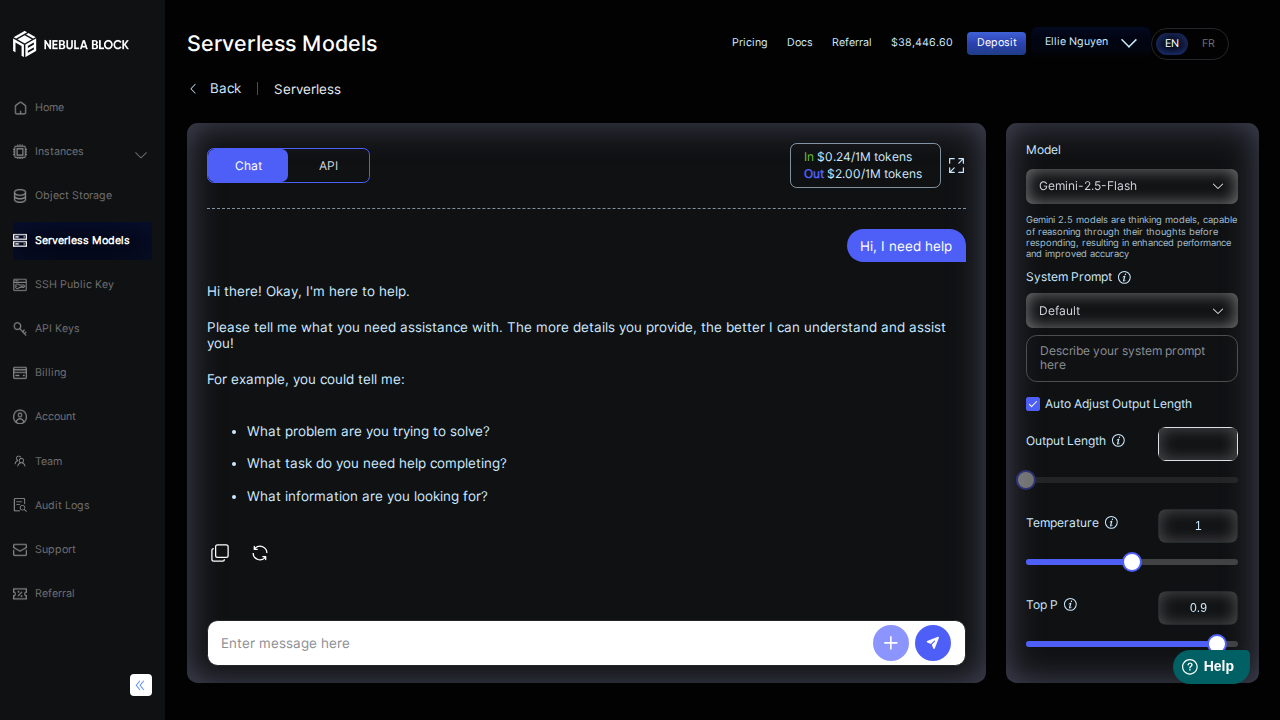 NEBULA BLOCK
Home
Instances
Object Storage
Serverless Models
SSH Public Key
API Keys
Billing
Account
Team
Audit Logs
Support
Referral
Serverless Models
Pricing
Docs
Referral
$38,446.60
Deposit
Ellie Nguyen
EN
FR
Back
Serverless
Chat
API
In $0.24/1M tokens
Out $2.00/1M tokens
Hi, I need help
Hi there! Okay, I'm here to help.
Please tell me what you need assistance with. The more details you provide, the better I can understand and assist
you!
For example, you could tell me:
• What problem are you trying to solve?
• What task do you need help completing?
• What information are you looking for?
Enter message here
Model
Gemini-2.5-Flash
Gemini 2.5 models are thinking models, capable
of reasoning through their thoughts before
responding, resulting in enhanced performance
and improved accuracy
System Prompt
Default
Describe your system prompt
here
Auto Adjust Output Length
Output Length
Temperature
1
Top P
0.9
Help